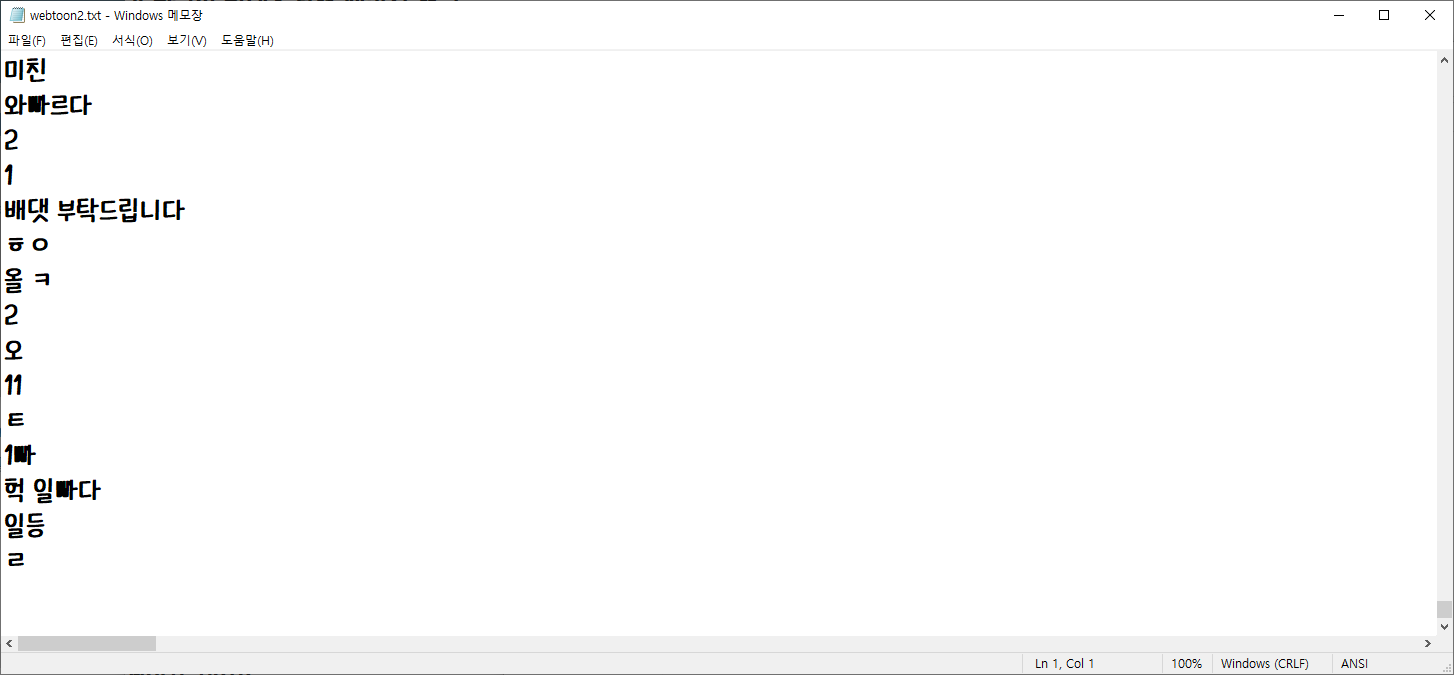 webtoon2.txt - Windows 메모장
파일(F) 편집(E) 서식(O) 보기(V) 도움말(H)
미친
와빠르다
2
1
배댓 부탁드립니다
ㅎㅇ
올 ㅋ
2
오
11
ㅌ
1빠
헉 일빠다
일등
ㄹ
Ln 1, Col 1 100% Windows (CRLF) ANSI